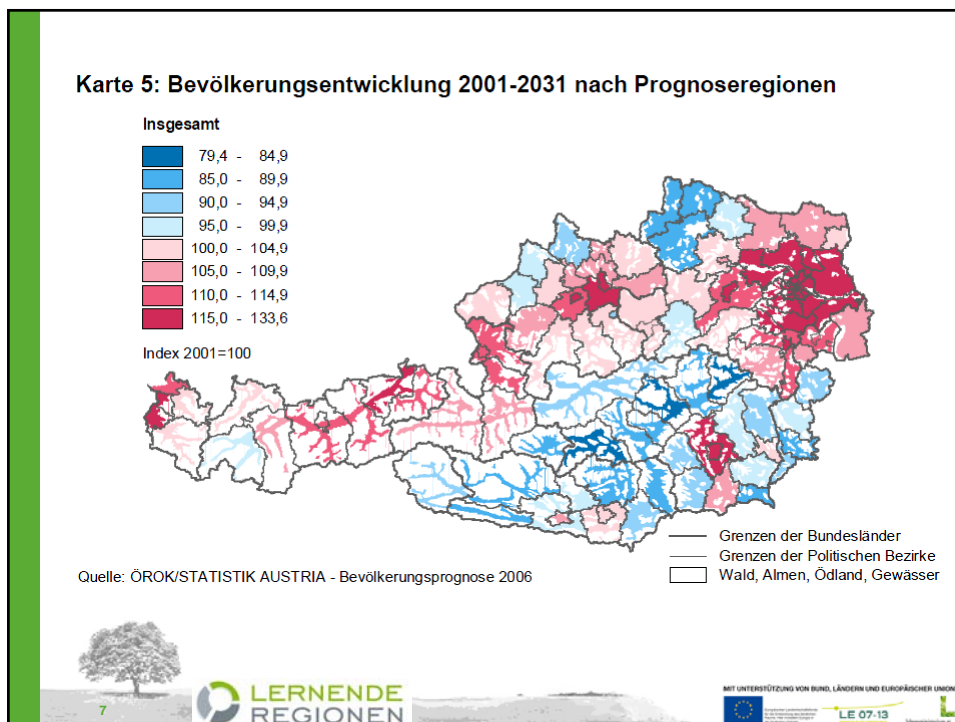 Karte 5: Bevölkerungsentwicklung 2001-2031 nach Prognoseregionen
Insgesamt
79,4 - 84,9
85,0 - 89,9
90,0 - 94,9
95,0 - 99,9
100,0 - 104,9
105,0 - 109,9
110,0 - 114,9
115,0 - 133,6
Index 2001=100
Grenzen der Bundesländer
Grenzen der Politischen Bezirke
Wald, Almen, Ödland, Gewässer
Quelle: ÖROK/STATISTIK AUSTRIA - Bevölkerungsprognose 2006
7
LERNENDE
REGIONEN
MIT UNTERSTÜTZUNG VON BUND, LÄNDERN UND EUROPÄISCHER UNION
LE 07-13